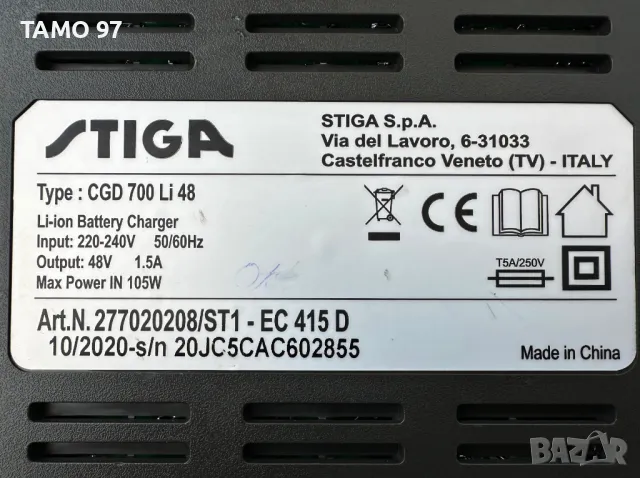 TAMO 97
STIGA
STIGA S.p.A.
Via del Lavoro, 6-31033
Castelfranco Veneto (TV) - ITALY
Type : CGD 700 Li 48
Li-ion Battery Charger
Input: 220-240V 50/60Hz
Output: 48V 1.5A
Max Power IN 105W
CE
T5A/250V
Art.N. 277020208/ST1 - EC 415 D
10/2020-s/n 20JC5CAC602855
Made in China
BAZAR